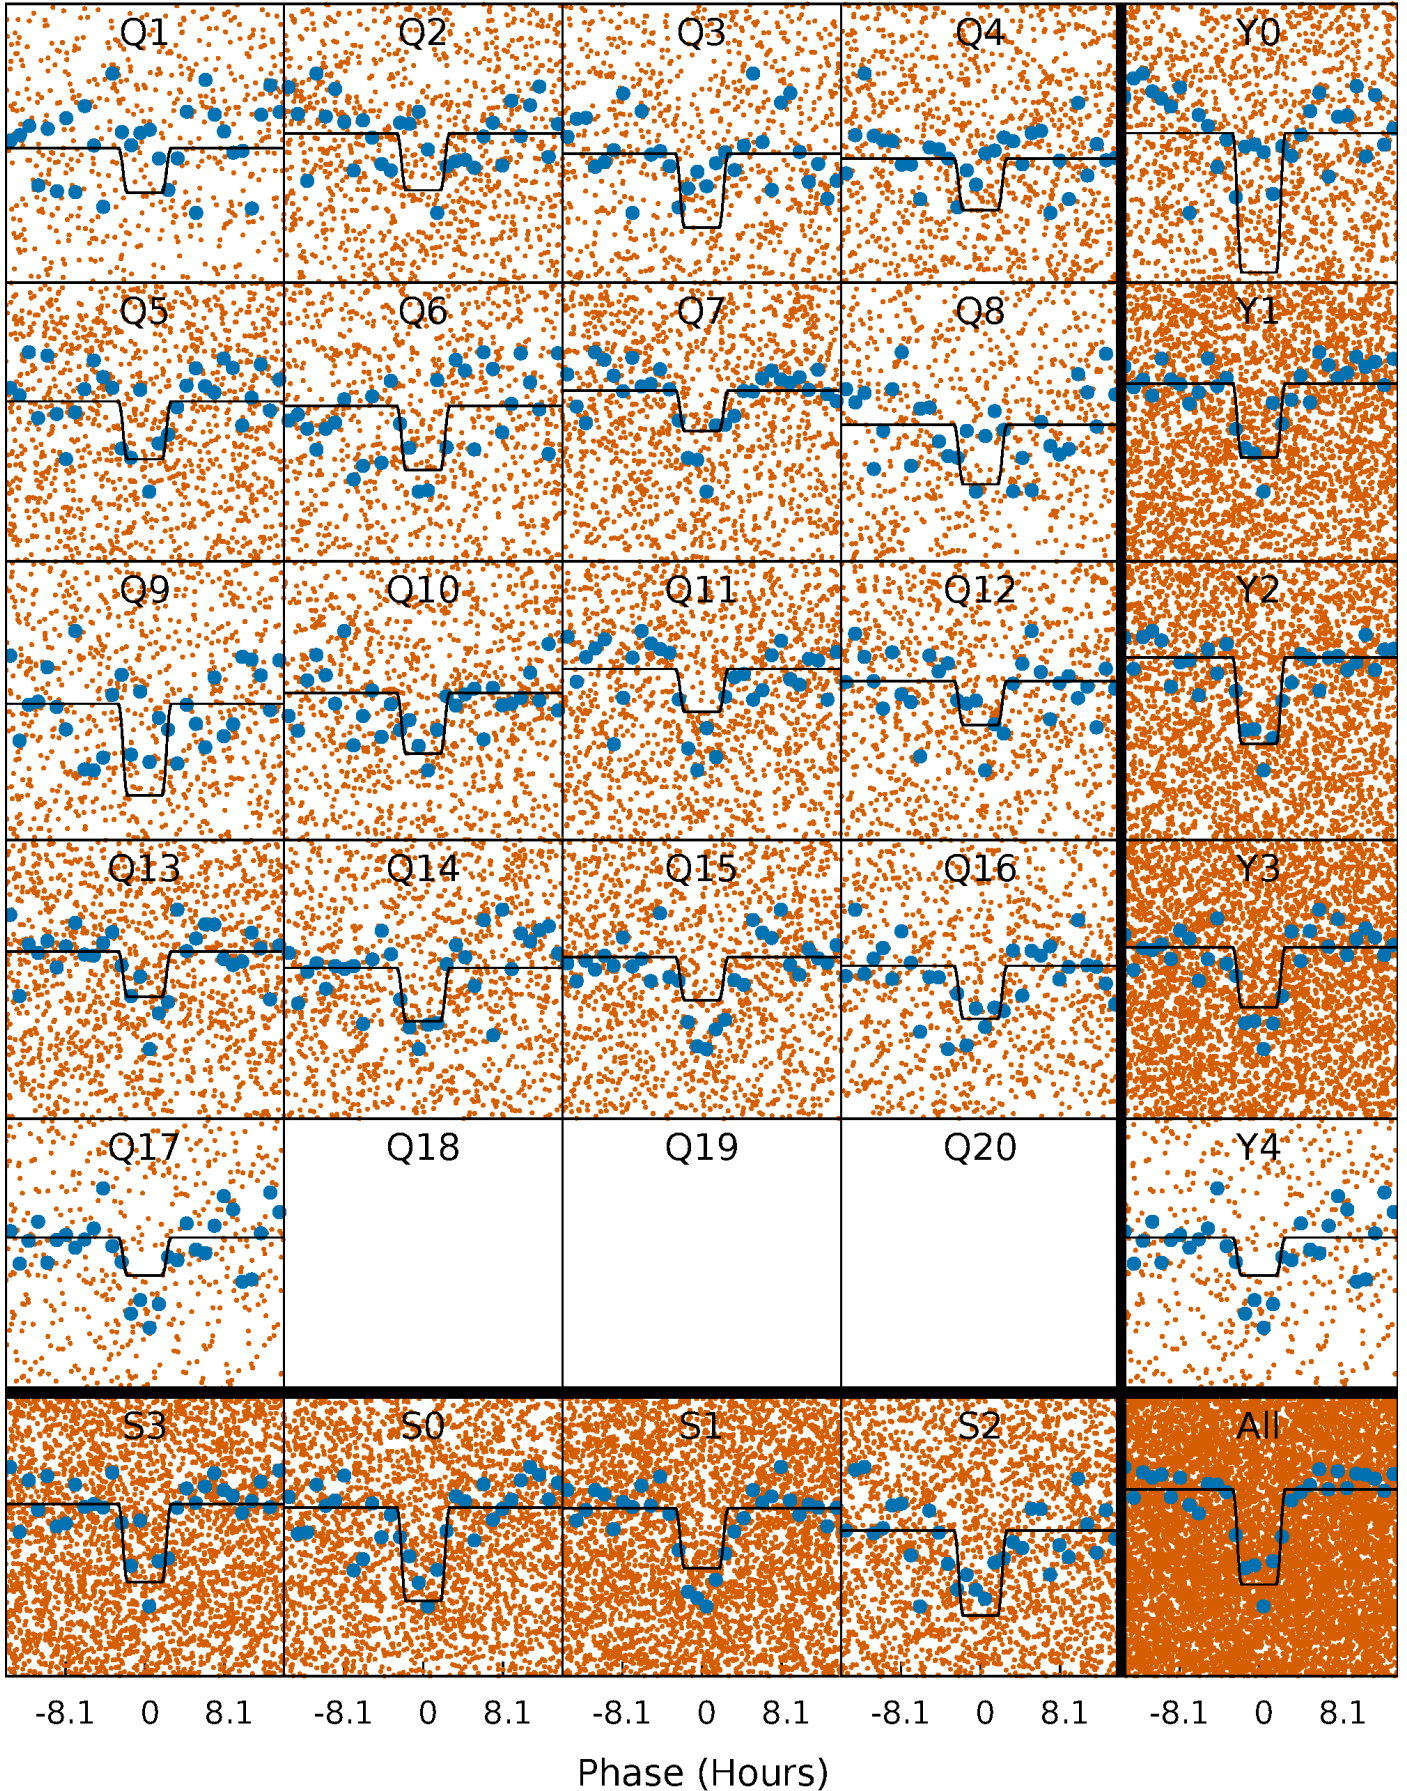 Q1 Q2 Q3 Q4 Y0
Q5 Q6 Q7 Q8 Y1
Q9 Q10 Q11 Q12 Y2
Q13 Q14 Q15 Q16 Y3
Q17 Q18 Q19 Q20 Y4
S3 S0 S1 S2 All
-8.1 0 8.1 -8.1 0 8.1 -8.1 0 8.1 -8.1 0 8.1 -8.1 0 8.1
Phase (Hours)